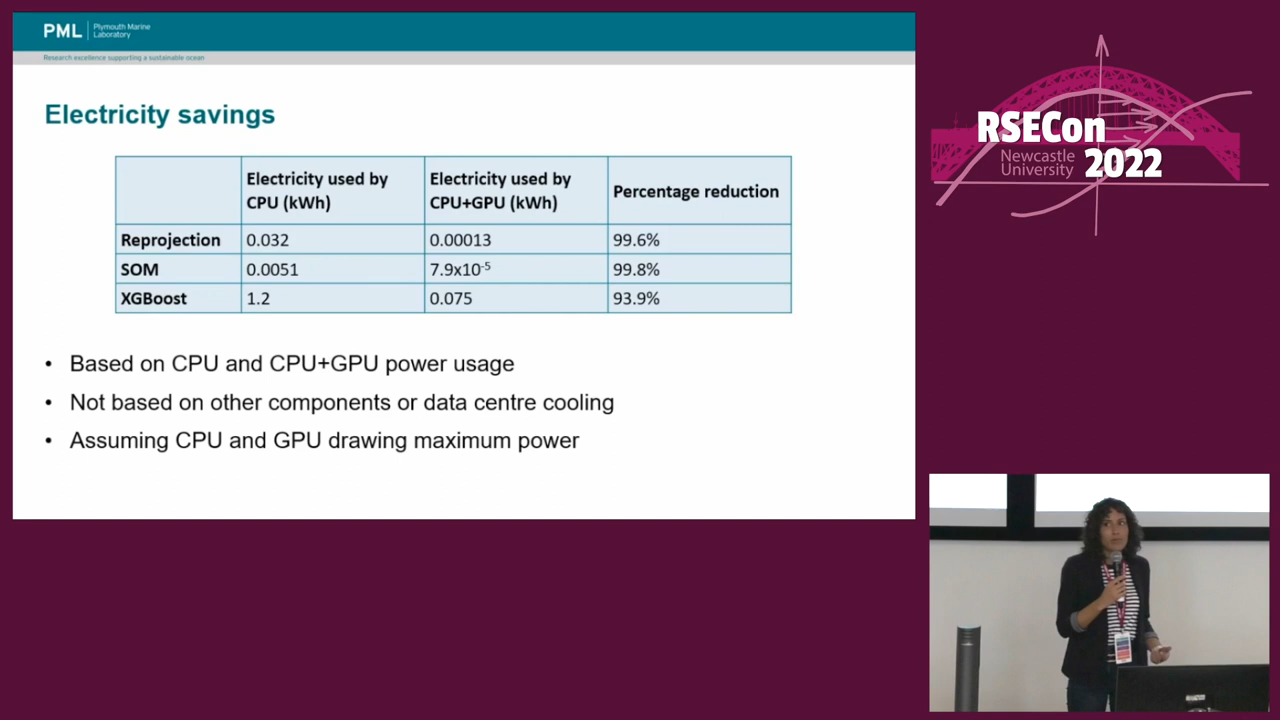 PML
Plymouth Marine
Laboratory
Research excellence supporting a sustainable ocean
Electricity savings
Electricity used by CPU (kWh)
Electricity used by CPU+GPU (kWh)
Percentage reduction
Reprojection 0.032 0.00013 99.6%
SOM 0.0051 7.9x10⁻⁵ 99.8%
XGBoost 1.2 0.075 93.9%
• Based on CPU and CPU+GPU power usage
• Not based on other components or data centre cooling
• Assuming CPU and GPU drawing maximum power
RSECon
Newcastle
University 2022